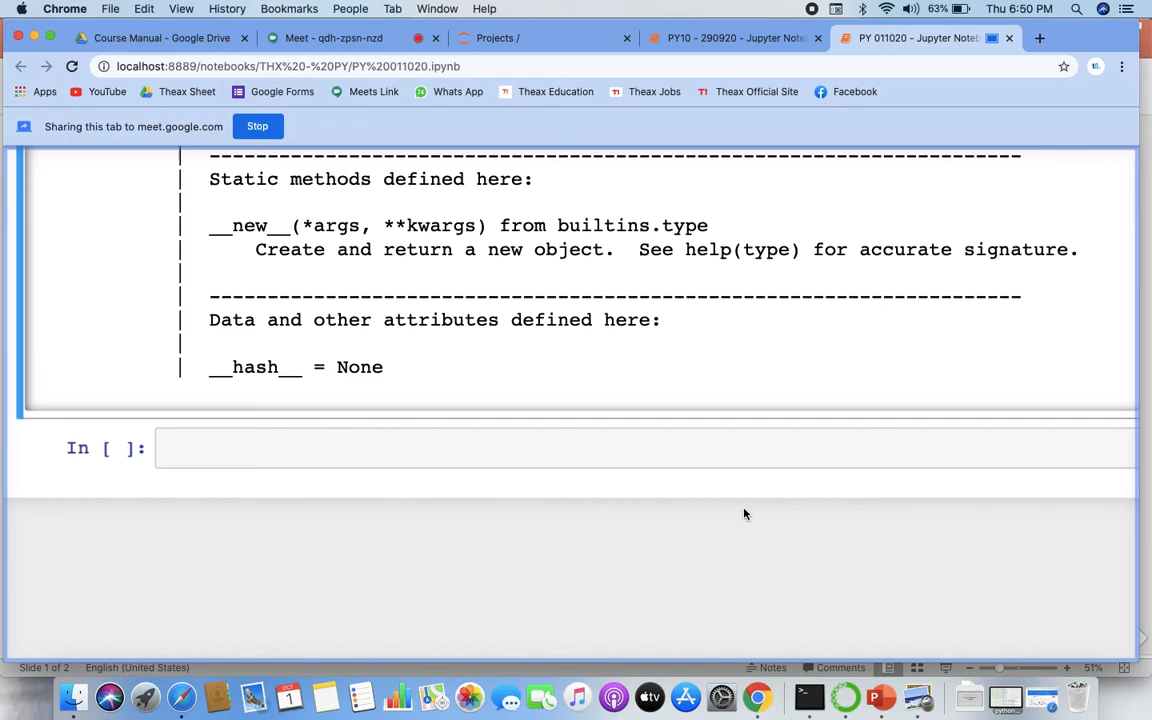 Chrome File Edit View History Bookmarks People Tab Window Help 63% Thu 6:50 PM
Course Manual - Google Drive Meet - qdh-zpsn-nzd Projects / PY10 - 290920 - Jupyter Note PY 011020 - Jupyter Noteb
localhost:8889/notebooks/THX%20-%20PY/PY%20011020.ipynb
Apps YouTube Theax Sheet Google Forms Meets Link Whats App Theax Education Theax Jobs Theax Official Site Facebook
Sharing this tab to meet.google.com Stop
| ----------------------------------------------------------------------
| Static methods defined here:
|
| __new__(*args, **kwargs) from builtins.type
| Create and return a new object. See help(type) for accurate signature.
|
| ----------------------------------------------------------------------
| Data and other attributes defined here:
|
| __hash__ = None
In [ ]:
Slide 1 of 2 English (United States) Notes Comments 51%